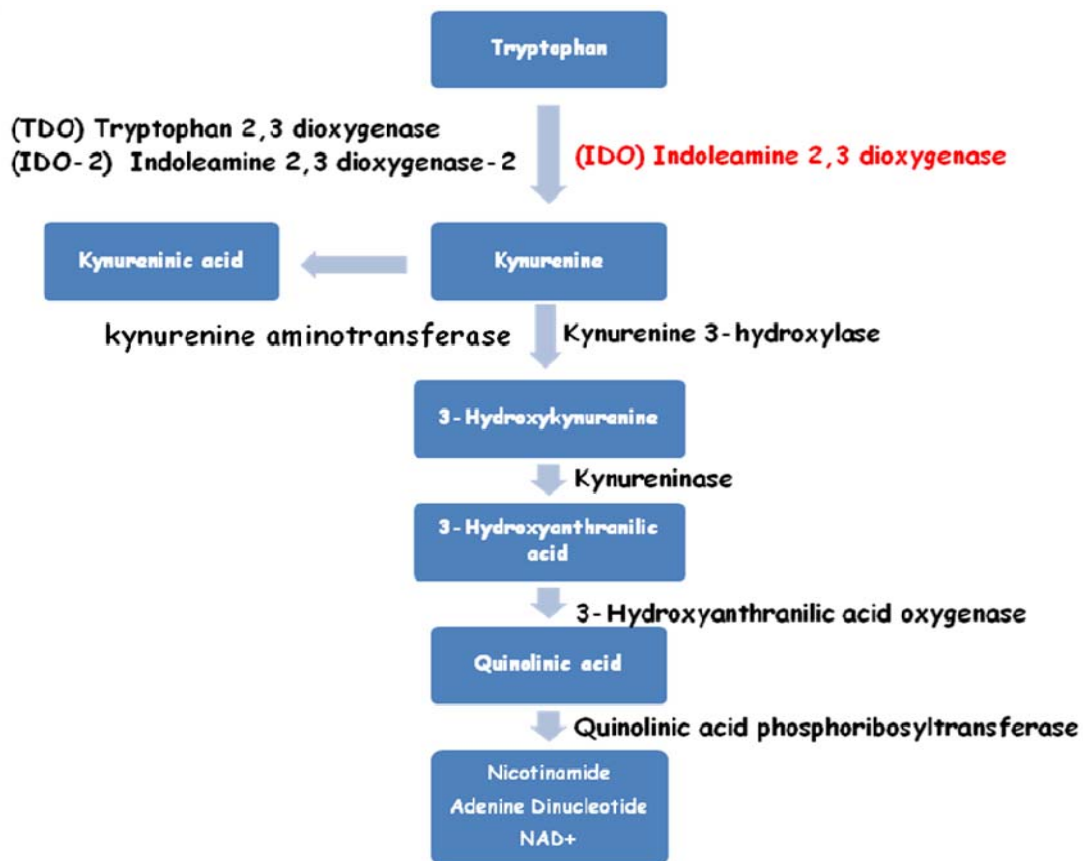 Tryptophan
(TDO) Tryptophan 2,3 dioxygenase
(IDO-2) Indoleamine 2,3 dioxygenase-2
(IDO) Indoleamine 2,3 dioxygenase
Kynureninic acid
Kynurenine
kynurenine aminotransferase
Kynurenine 3-hydroxylase
3-Hydroxykynuranine
Kynureninase
3-Hydroxyanthranilic
acid
3-Hydroxyanthranilic acid oxygenase
Quinolinic acid
Quinolinic acid phosphoribosyltransferase
Nicotinamide
Adenine Dinucleotide
NAD+